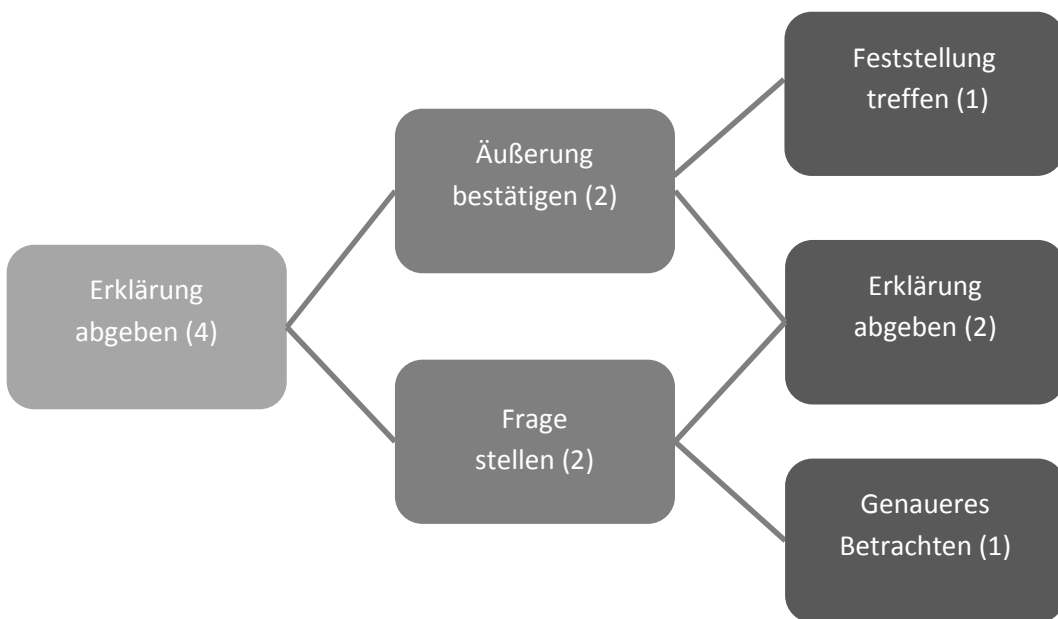 Erklärung
abgeben (4)
Äußerung
bestätigen (2)
Frage
stellen (2)
Feststellung
treffen (1)
Erklärung
abgeben (2)
Genaueres
Betrachten (1)